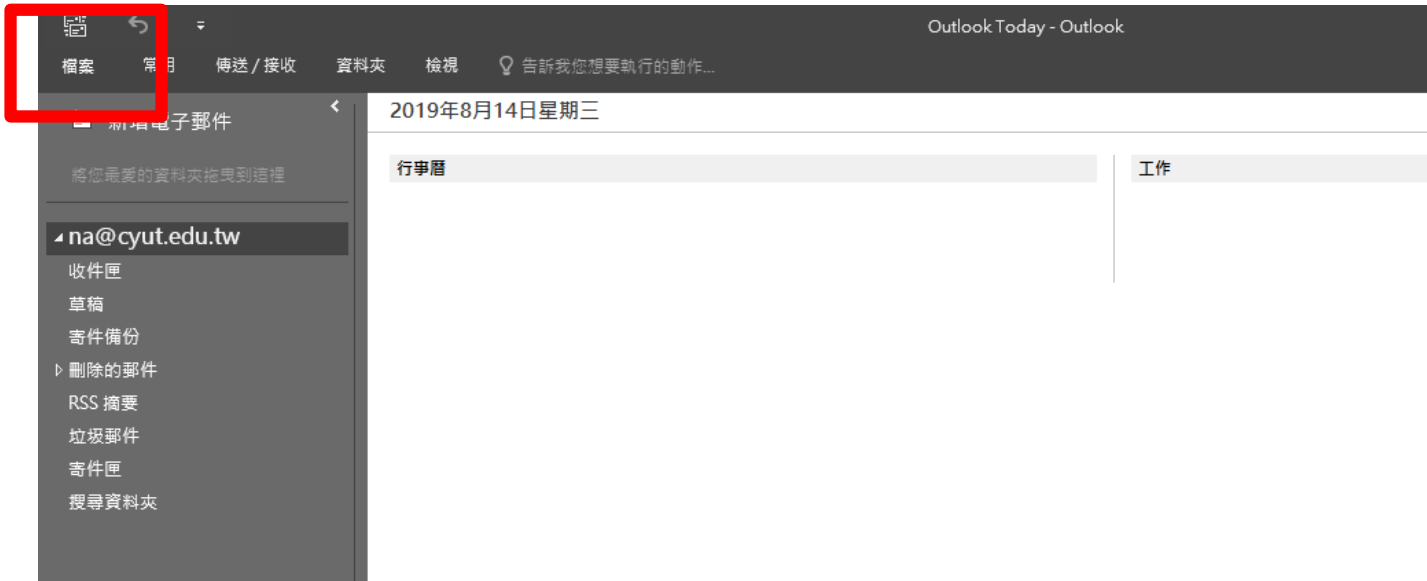 Outlook Today - Outlook
檔案 常用 傳送 / 接收 資料夾 檢視 告訴我您想要執行的動作...
新增電子郵件
2019年8月14日星期三
將您最愛的資料夾拖曳到這裡
行事曆 工作
na@cyut.edu.tw
收件匣
草稿
寄件備份
刪除的郵件
RSS 摘要
垃圾郵件
寄件匣
搜尋資料夾